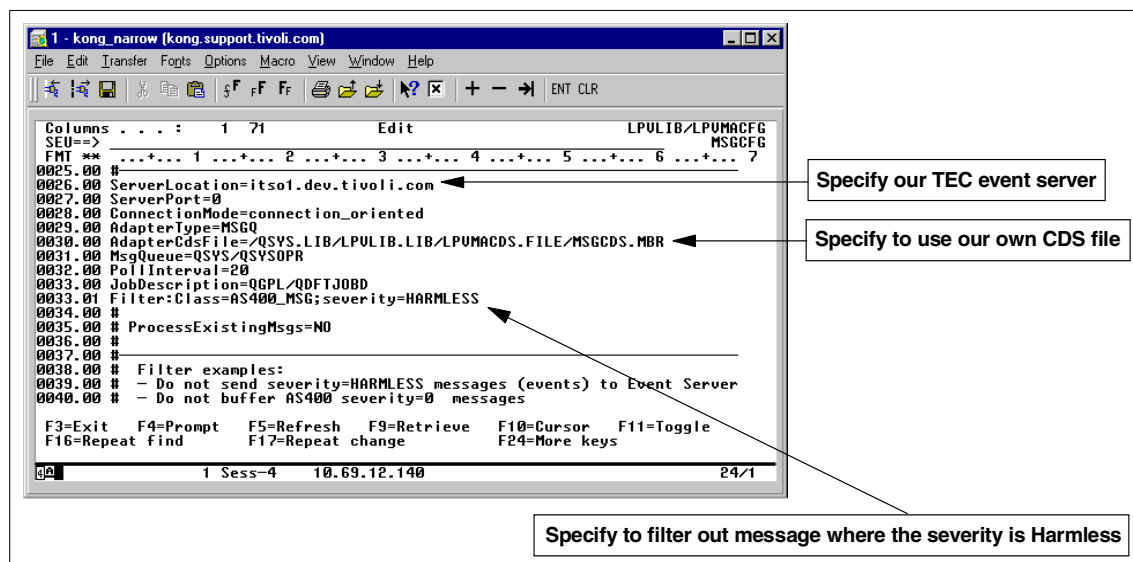 1 - kong_narrow (kong.support.tivoli.com)
File Edit Transfer Fonts Options Macro View Window Help
ENT CLR
Columns . . . : 1 71 Edit LPVLIB/LPVMACFG
SEU==> MSGCFG
FMT ** ...+... 1 ...+... 2 ...+... 3 ...+... 4 ...+... 5 ...+... 6 ...+... 7
0025.00 #
0026.00 ServerLocation=itso1.dev.tivoli.com
Specify our TEC event server
0027.00 ServerPort=0
0028.00 ConnectionMode=connection_oriented
0029.00 AdapterType=MSGQ
0030.00 AdapterCdsFile=/QSYS.LIB/LPVLIB.LIB/LPVMACDS.FILE/MSGCDS.MBR
Specify to use our own CDS file
0031.00 MsgQueue=QSYS/QSYSOPR
0032.00 PollInterval=20
0033.00 JobDescription=QGPL/QDFTJOBD
0033.01 Filter:Class=AS400_MSG;severity=HARMLESS
0034.00 #
0035.00 # ProcessExistingMsgs=NO
0036.00 #
0037.00 #
0038.00 # Filter examples:
0039.00 # - Do not send severity=HARMLESS messages (events) to Event Server
0040.00 # - Do not buffer AS400 severity=0 messages
F3=Exit F4=Prompt F5=Refresh F9=Retrieve F10=Cursor F11=Toggle
F16=Repeat find F17=Repeat change F24=More keys
1 Sess-4 10.69.12.140 24/1
Specify to filter out message where the severity is Harmless